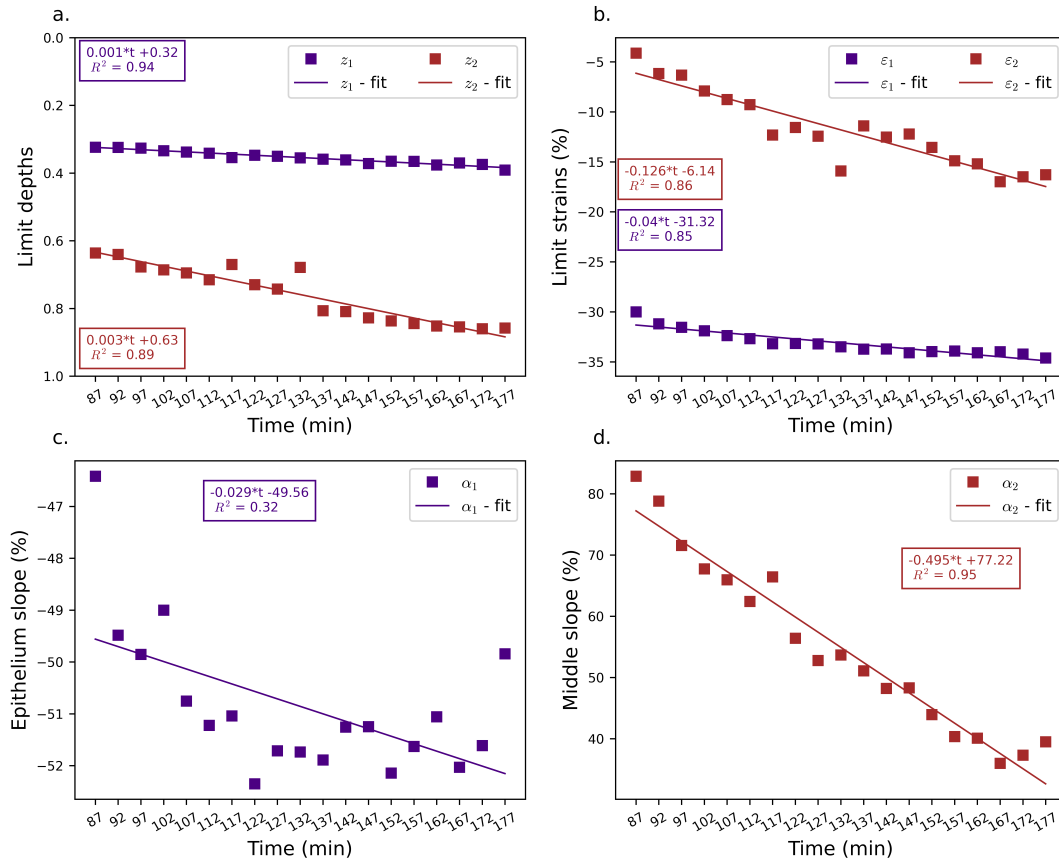 a.
0.001*t +0.32
R² = 0.94
z₁ z₂
z₁ - fit z₂ - fit
0.0
0.2
0.4
0.6
0.8
1.0
Limit depths
0.003*t +0.63
R² = 0.89
87 92 97 102 107 112 117 122 127 132 137 142 147 152 157 162 167 172 177
Time (min)
b.
ε₁ ε₂
ε₁ - fit ε₂ - fit
−5
−10
−15
−20
−25
−30
−35
Limit strains (%)
-0.126*t -6.14
R² = 0.86
-0.04*t -31.32
R² = 0.85
87 92 97 102 107 112 117 122 127 132 137 142 147 152 157 162 167 172 177
Time (min)
c.
α₁
α₁ - fit
-0.029*t -49.56
R² = 0.32
−47
−48
−49
−50
−51
−52
Epithelium slope (%)
87 92 97 102 107 112 117 122 127 132 137 142 147 152 157 162 167 172 177
Time (min)
d.
α₂
α₂ - fit
-0.495*t +77.22
R² = 0.95
80
70
60
50
40
Middle slope (%)
87 92 97 102 107 112 117 122 127 132 137 142 147 152 157 162 167 172 177
Time (min)